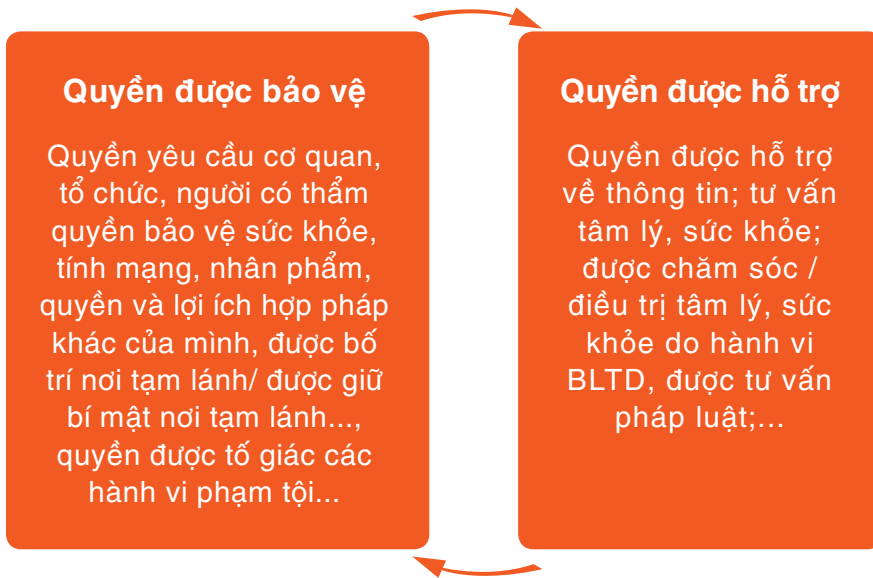 Quyền được bảo vệ
Quyền yêu cầu cơ quan,
tổ chức, người có thẩm
quyền bảo vệ sức khỏe,
tính mạng, nhân phẩm,
quyền và lợi ích hợp pháp
khác của mình, được bố
trí nơi tạm lánh/ được giữ
bí mật nơi tạm lánh...,
quyền được tố giác các
hành vi phạm tội...
Quyền được hỗ trợ
Quyền được hỗ trợ
về thông tin; tư vấn
tâm lý, sức khỏe;
được chăm sóc /
điều trị tâm lý, sức
khỏe do hành vi
BLTD, được tư vấn
pháp luật;...